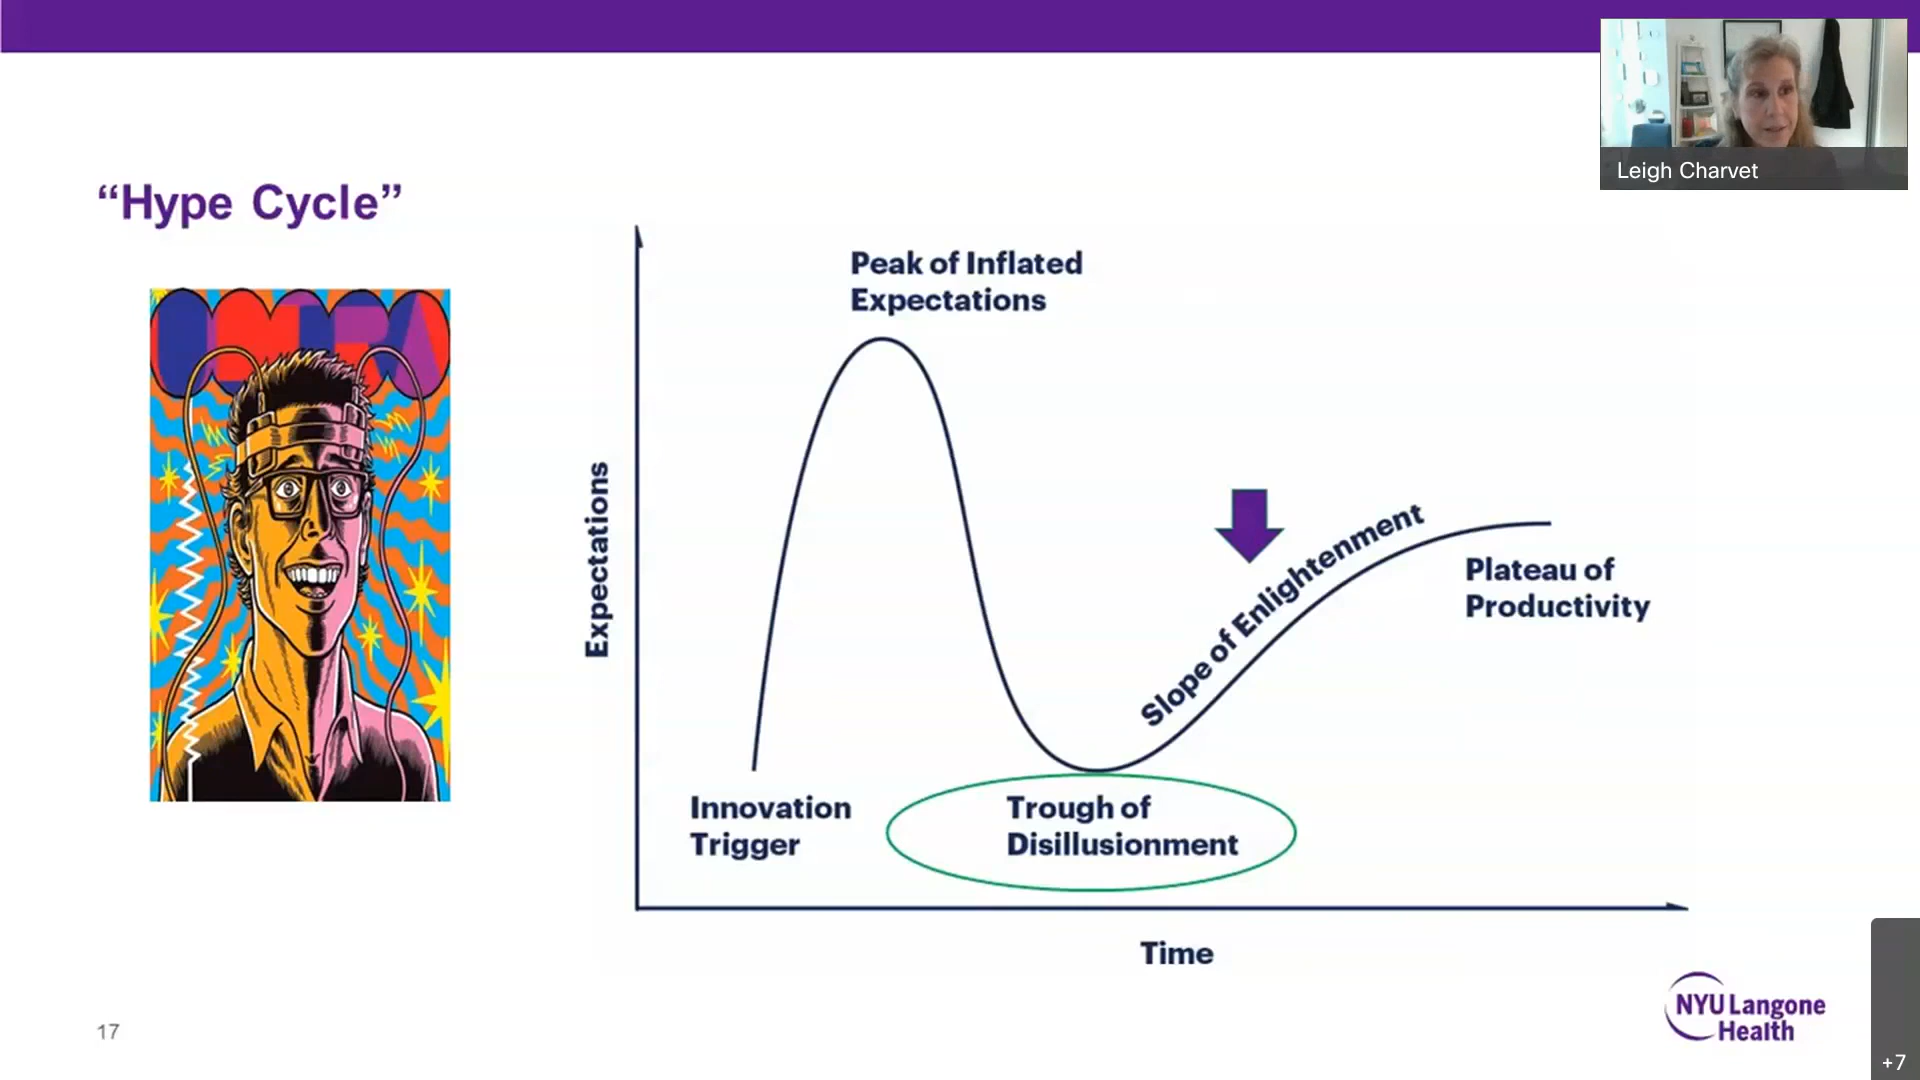 Leigh Charvet
“Hype Cycle”
ULTRA
Peak of Inflated
Expectations
Expectations
Slope of Enlightenment
Plateau of
Productivity
Innovation
Trigger
Trough of
Disillusionment
Time
17
NYU Langone
Health
+7